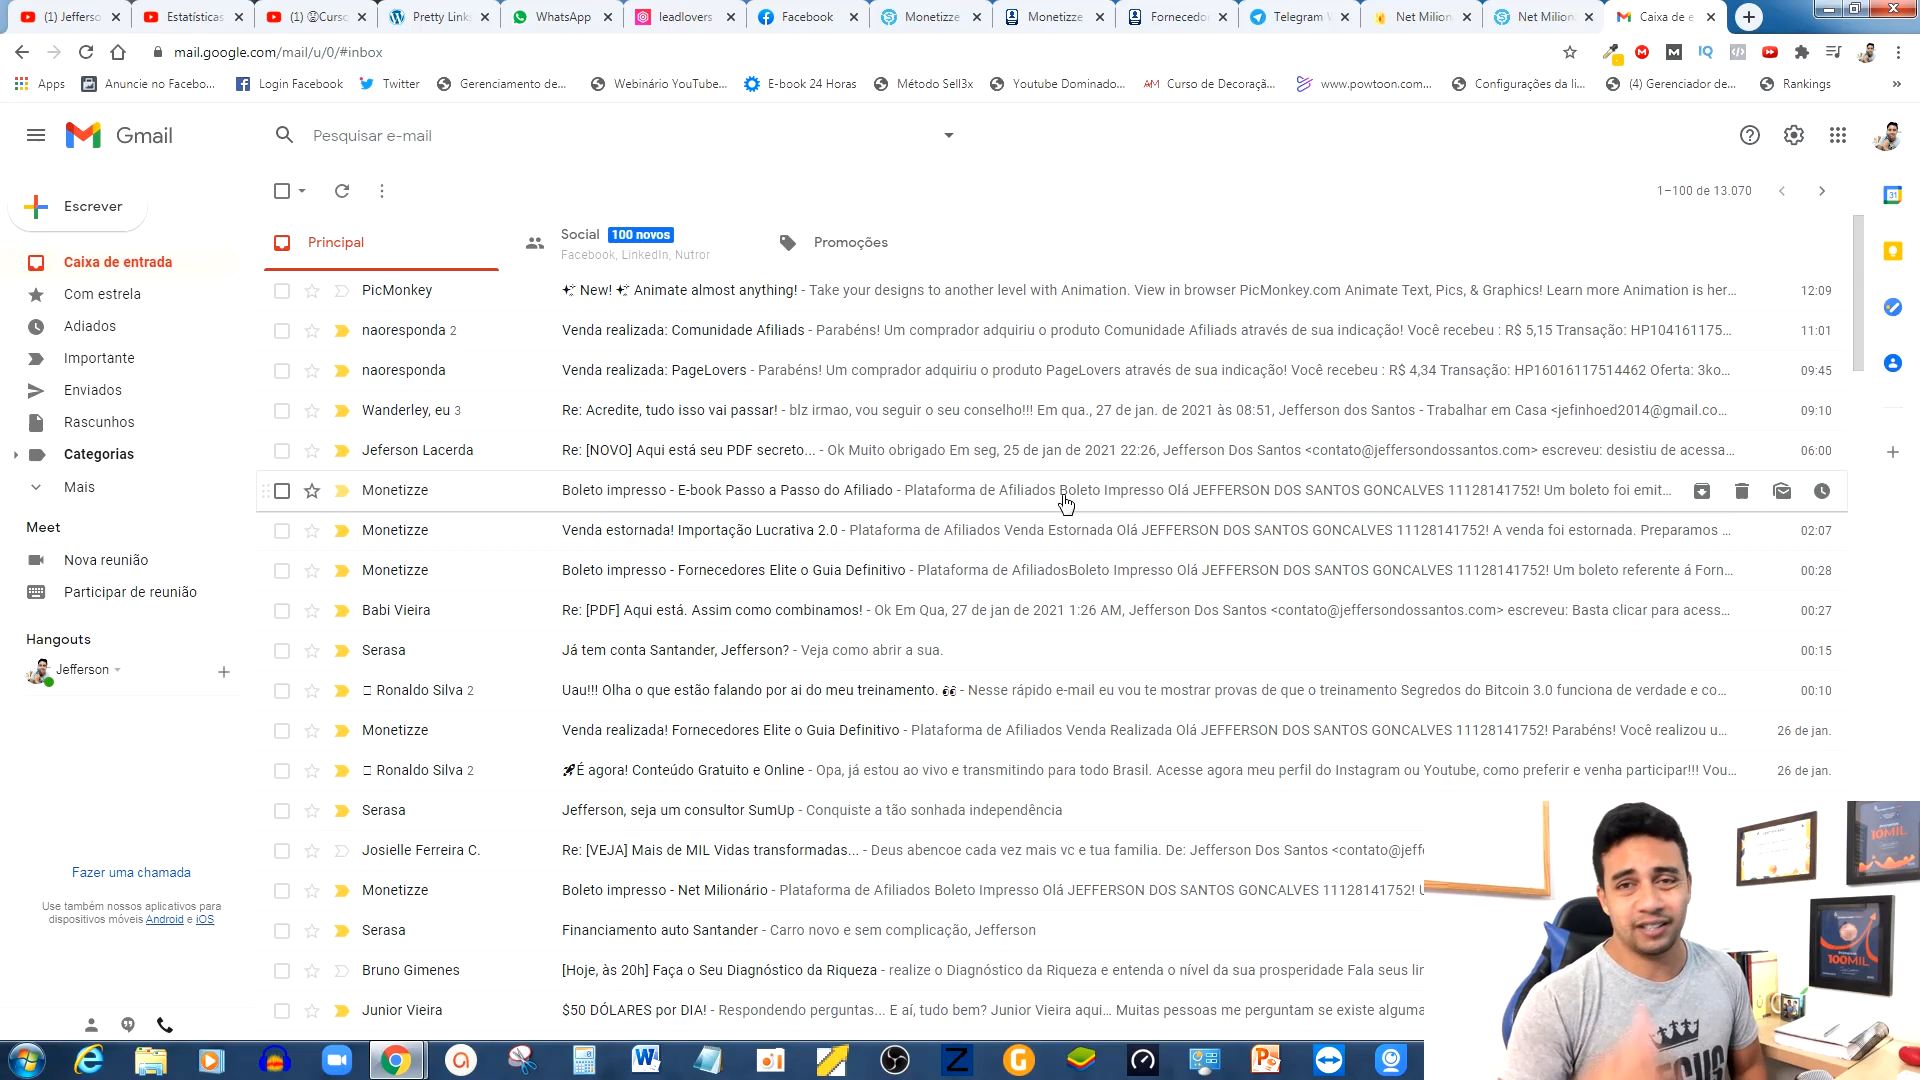 (1) Jefferso
Estatísticas
(1) 😮Curso
Pretty Link
WhatsApp
leadlovers
Facebook
Monetizze
Monetizze
Fornecedo
Telegram W
Net Milion
Net Milion
Caixa de e
mail.google.com/mail/u/0/#inbox
Apps
Anuncie no Facebo...
Login Facebook
Twitter
Gerenciamento de...
Webinário YouTube...
E-book 24 Horas
Método Sell3x
Youtube Dominado...
Curso de Decoraçã...
www.powtoon.com...
Configurações da li...
(4) Gerenciador de...
Rankings
Gmail
Pesquisar e-mail
Escrever
1–100 de 13.070
Principal
Social 100 novos
Facebook, LinkedIn, Nutror
Promoções
Caixa de entrada
Com estrela
Adiados
Importante
Enviados
Rascunhos
Categorias
Mais
Meet
Nova reunião
Participar de reunião
Hangouts
Jefferson
Fazer uma chamada
Use também nossos aplicativos para
dispositivos móveis Android e iOS
PicMonkey ✨ New! ✨ Animate almost anything! - Take your designs to another level with Animation. View in browser PicMonkey.com Animate Text, Pics, & Graphics! Learn more Animation is her... 12:09
naoresponda 2 Venda realizada: Comunidade Afiliads - Parabéns! Um comprador adquiriu o produto Comunidade Afiliads através de sua indicação! Você recebeu : R$ 5,15 Transação: HP104161175... 11:01
naoresponda Venda realizada: PageLovers - Parabéns! Um comprador adquiriu o produto PageLovers através de sua indicação! Você recebeu : R$ 4,34 Transação: HP16016117514462 Oferta: 3ko... 09:45
Wanderley, eu 3 Re: Acredite, tudo isso vai passar! - blz irmao, vou seguir o seu conselho!!! Em qua., 27 de jan. de 2021 às 08:51, Jefferson dos Santos - Trabalhar em Casa <jefinhoed2014@gmail.co... 09:10
Jeferson Lacerda Re: [NOVO] Aqui está seu PDF secreto... - Ok Muito obrigado Em seg, 25 de jan de 2021 22:26, Jefferson Dos Santos <contato@jeffersondossantos.com> escreveu: desistiu de acessa... 06:00
Monetizze Boleto impresso - E-book Passo a Passo do Afiliado - Plataforma de Afiliados Boleto Impresso Olá JEFFERSON DOS SANTOS GONCALVES 11128141752! Um boleto foi emit...
Monetizze Venda estornada! Importação Lucrativa 2.0 - Plataforma de Afiliados Venda Estornada Olá JEFFERSON DOS SANTOS GONCALVES 11128141752! A venda foi estornada. Preparamos ... 02:07
Monetizze Boleto impresso - Fornecedores Elite o Guia Definitivo - Plataforma de AfiliadosBoleto Impresso Olá JEFFERSON DOS SANTOS GONCALVES 11128141752! Um boleto referente á Forn... 00:28
Babi Vieira Re: [PDF] Aqui está. Assim como combinamos! - Ok Em Qua, 27 de jan de 2021 1:26 AM, Jefferson Dos Santos <contato@jeffersondossantos.com> escreveu: Basta clicar para acess... 00:27
Serasa Já tem conta Santander, Jefferson? - Veja como abrir a sua. 00:15
Ronaldo Silva 2 Uau!!! Olha o que estão falando por ai do meu treinamento. 👀 - Nesse rápido e-mail eu vou te mostrar provas de que o treinamento Segredos do Bitcoin 3.0 funciona de verdade e co... 00:10
Monetizze Venda realizada! Fornecedores Elite o Guia Definitivo - Plataforma de Afiliados Venda Realizada Olá JEFFERSON DOS SANTOS GONCALVES 11128141752! Parabéns! Você realizou u... 26 de jan.
Ronaldo Silva 2 🚀É agora! Conteúdo Gratuito e Online - Opa, já estou ao vivo e transmitindo para todo Brasil. Acesse agora meu perfil do Instagram ou Youtube, como preferir e venha participar!!! Vou... 26 de jan.
Serasa Jefferson, seja um consultor SumUp - Conquiste a tão sonhada independência
Josielle Ferreira C. Re: [VEJA] Mais de MIL Vidas transformadas... - Deus abencoe cada vez mais vc e tua familia. De: Jefferson Dos Santos <contato@jeff
Monetizze Boleto impresso - Net Milionário - Plataforma de Afiliados Boleto Impresso Olá JEFFERSON DOS SANTOS GONCALVES 11128141752! U
Serasa Financiamento auto Santander - Carro novo e sem complicação, Jefferson
Bruno Gimenes [Hoje, às 20h] Faça o Seu Diagnóstico da Riqueza - realize o Diagnóstico da Riqueza e entenda o nível da sua prosperidade Fala seus lir
Junior Vieira $50 DÓLARES por DIA! - Respondendo perguntas... E aí, tudo bem? Junior Vieira aqui... Muitas pessoas me perguntam se existe alguma
10MIL
100MIL